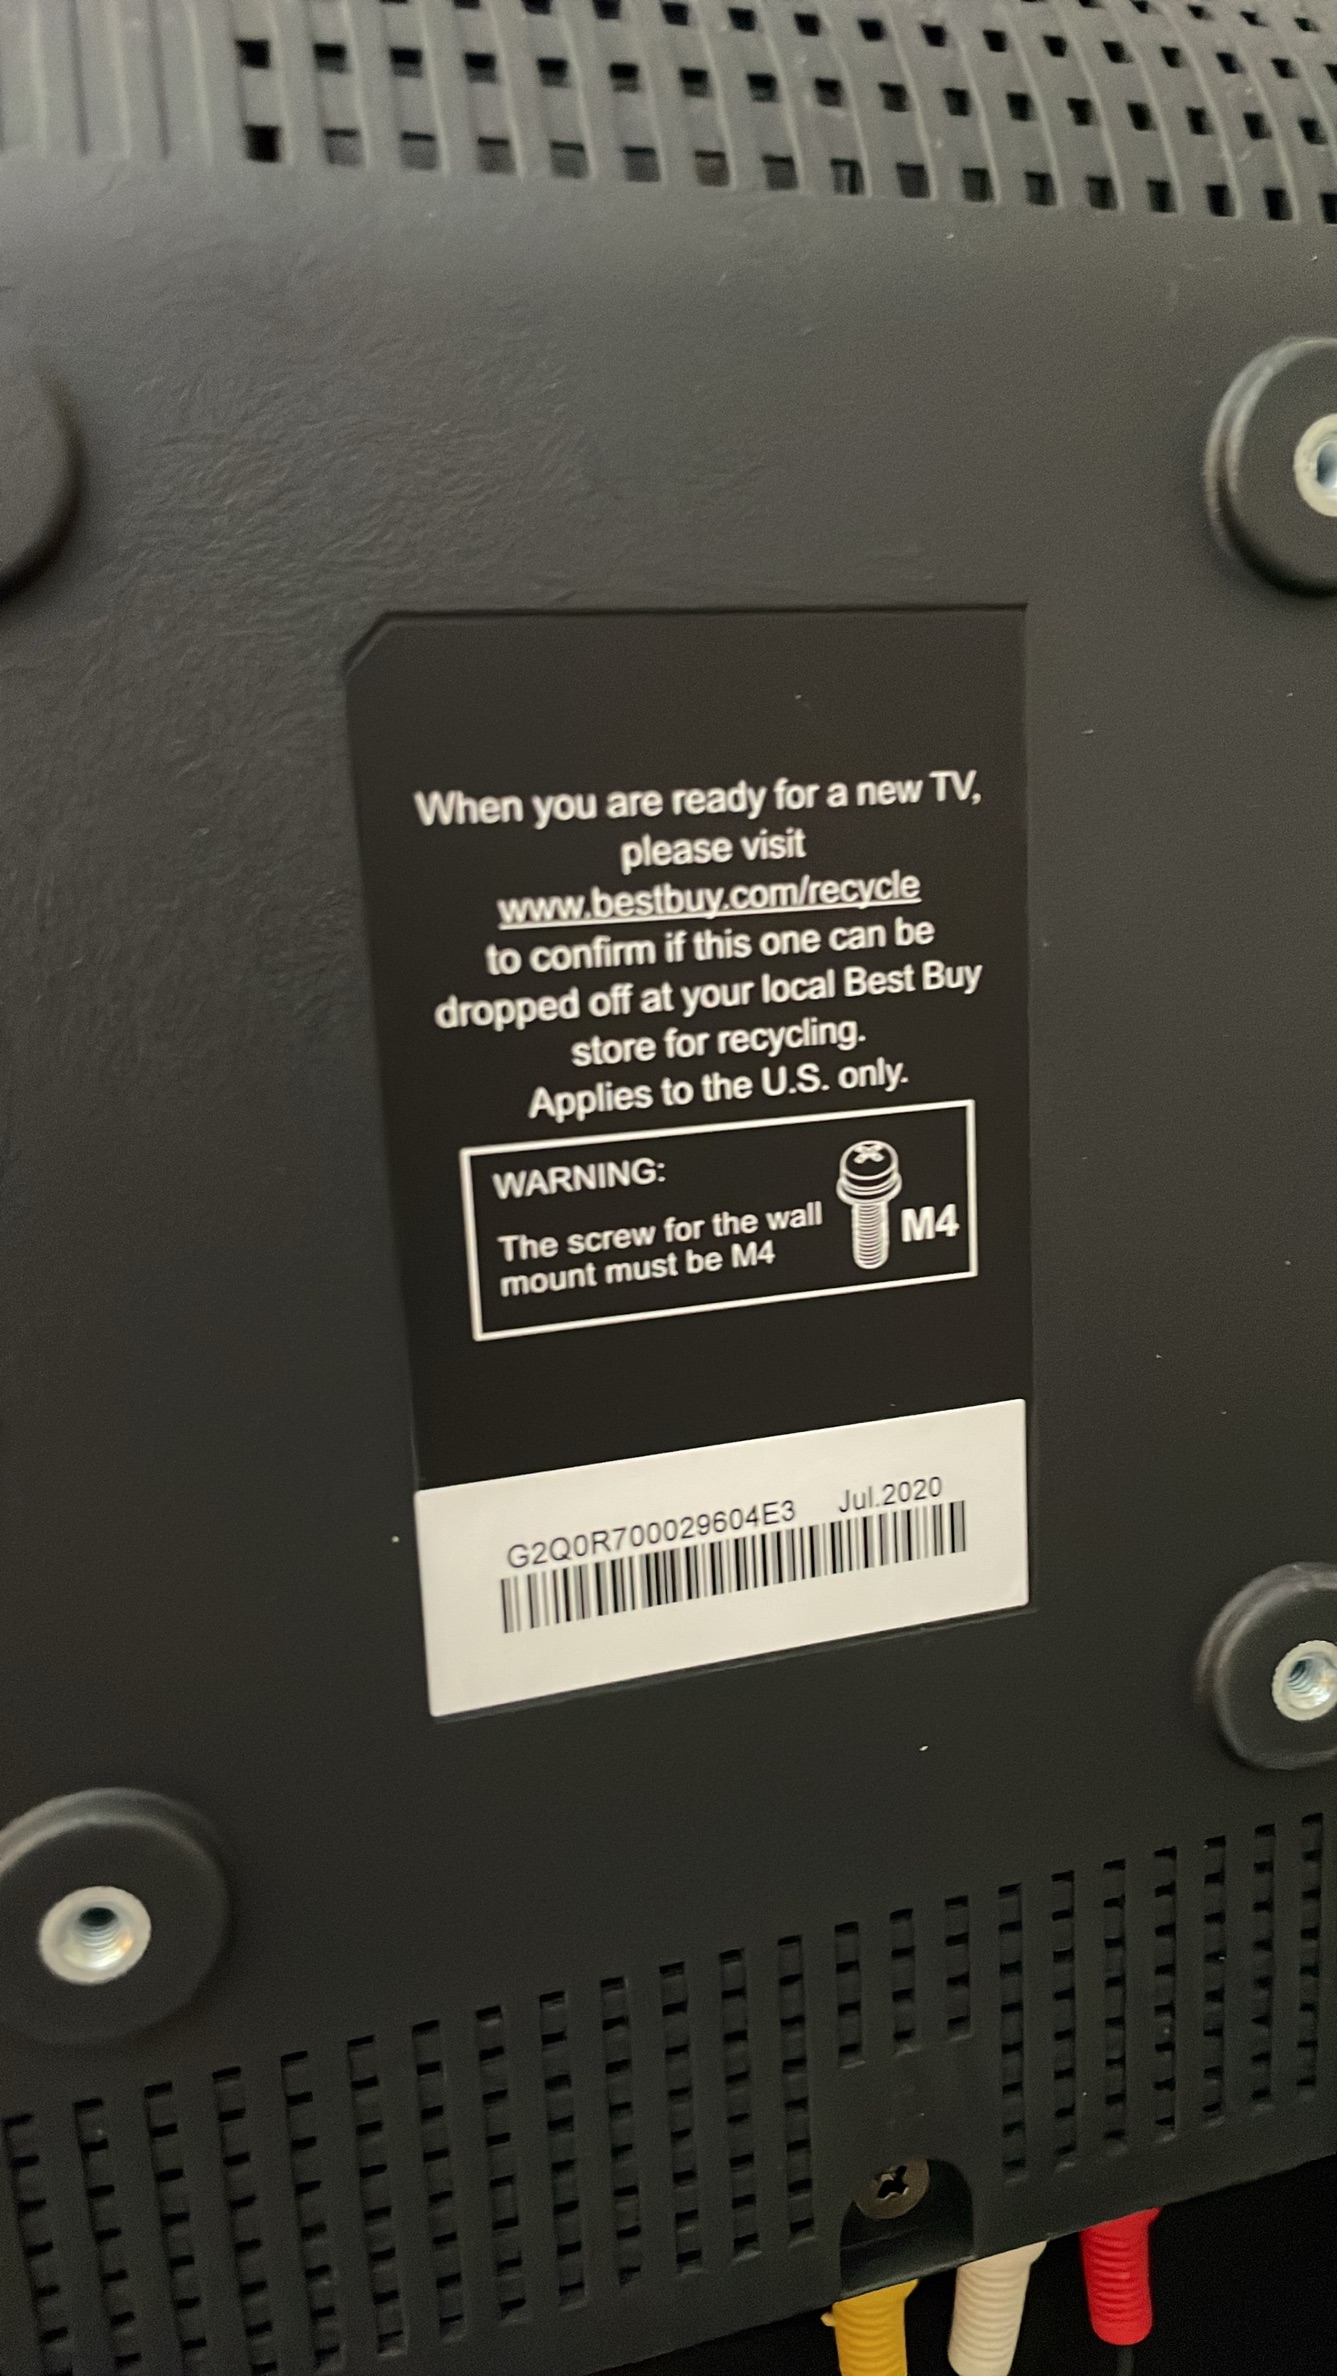 When you are ready for a new TV,
please visit
www.bestbuy.com/recycle
to confirm if this one can be
dropped off at your local Best Buy
store for recycling.
Applies to the U.S. only.
WARNING:
The screw for the wall
mount must be M4
M4
G2Q0R700029604E3 Jul.2020